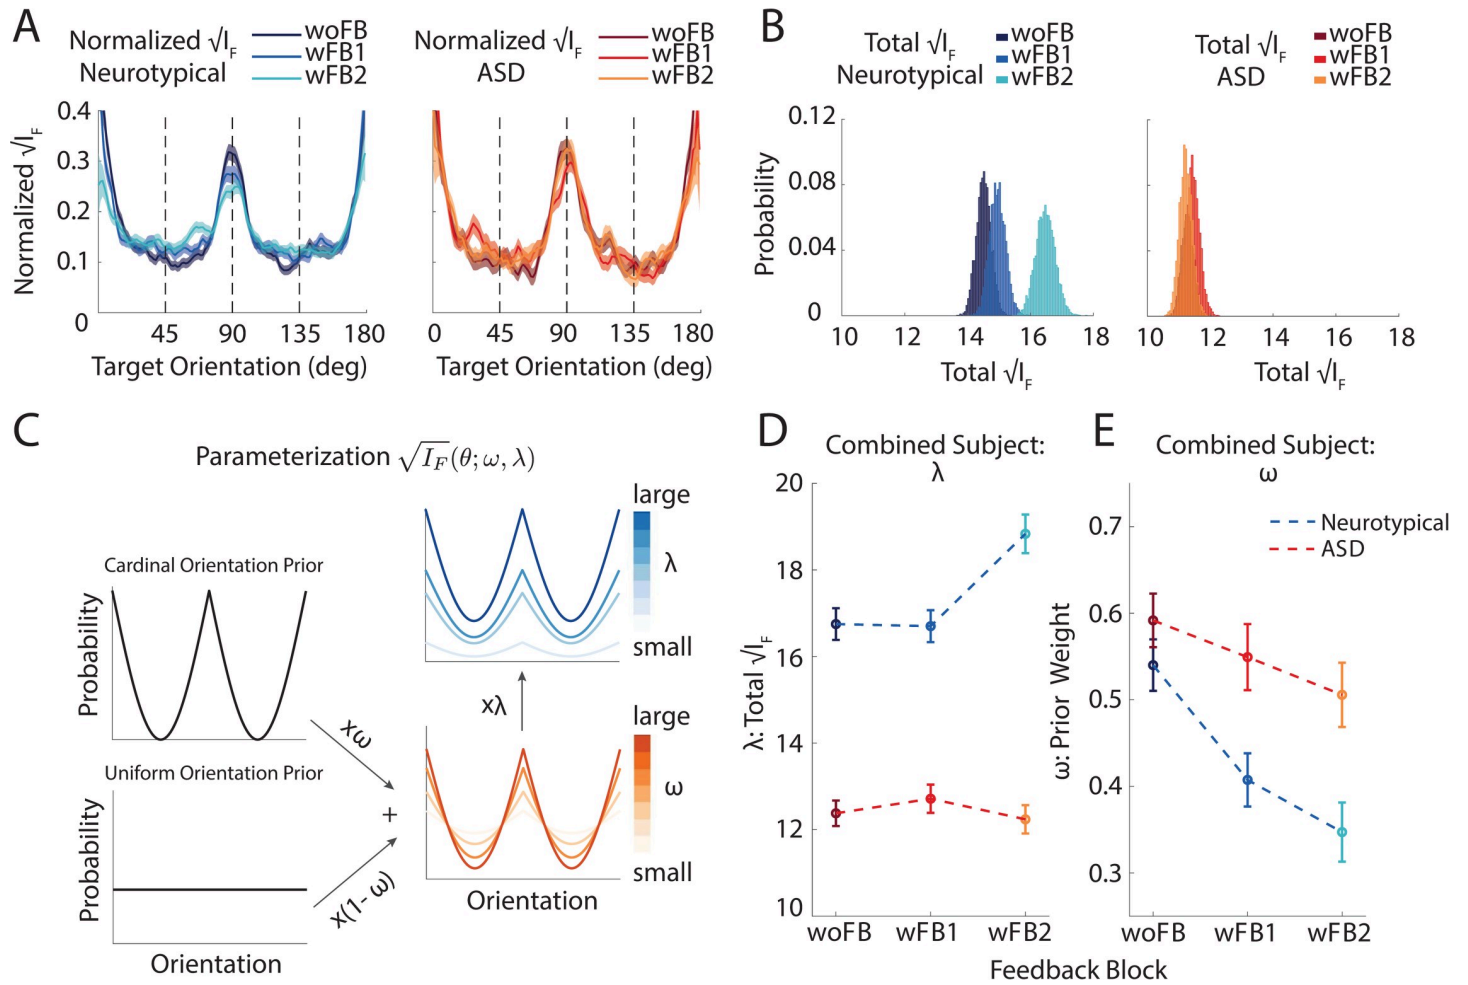 A
Normalized √I_F
Neurotypical
woFB
wFB1
wFB2
Normalized √I_F
ASD
woFB
wFB1
wFB2
Normalized √I_F
0.4
0.3
0.2
0.1
0
45
90
135
180
Target Orientation (deg)
0
45
90
135
180
Target Orientation (deg)
B
Total √I_F
Neurotypical
woFB
wFB1
wFB2
Total √I_F
ASD
woFB
wFB1
wFB2
Probability
0.12
0.08
0.04
0
10
12
14
16
18
Total √I_F
10
12
14
16
18
Total √I_F
C
Parameterization √I_F(θ; ω, λ)
Cardinal Orientation Prior
Probability
Uniform Orientation Prior
Probability
Orientation
xω
+
x(1- ω)
large
λ
small
xλ
large
ω
small
Orientation
D
Combined Subject:
λ
λ: Total √I_F
20
18
16
14
12
10
woFB
wFB1
wFB2
E
Combined Subject:
ω
Neurotypical
ASD
ω: Prior Weight
0.7
0.6
0.5
0.4
0.3
woFB
wFB1
wFB2
Feedback Block